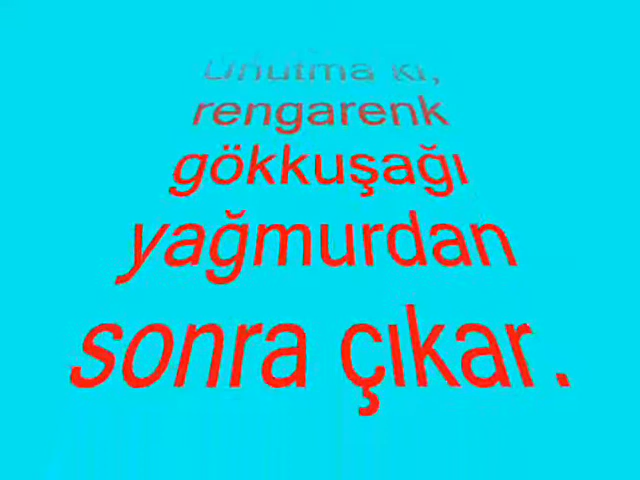 Unutma ki,
rengarenk
gökkuşağı
yağmurdan
sonra çıkar.